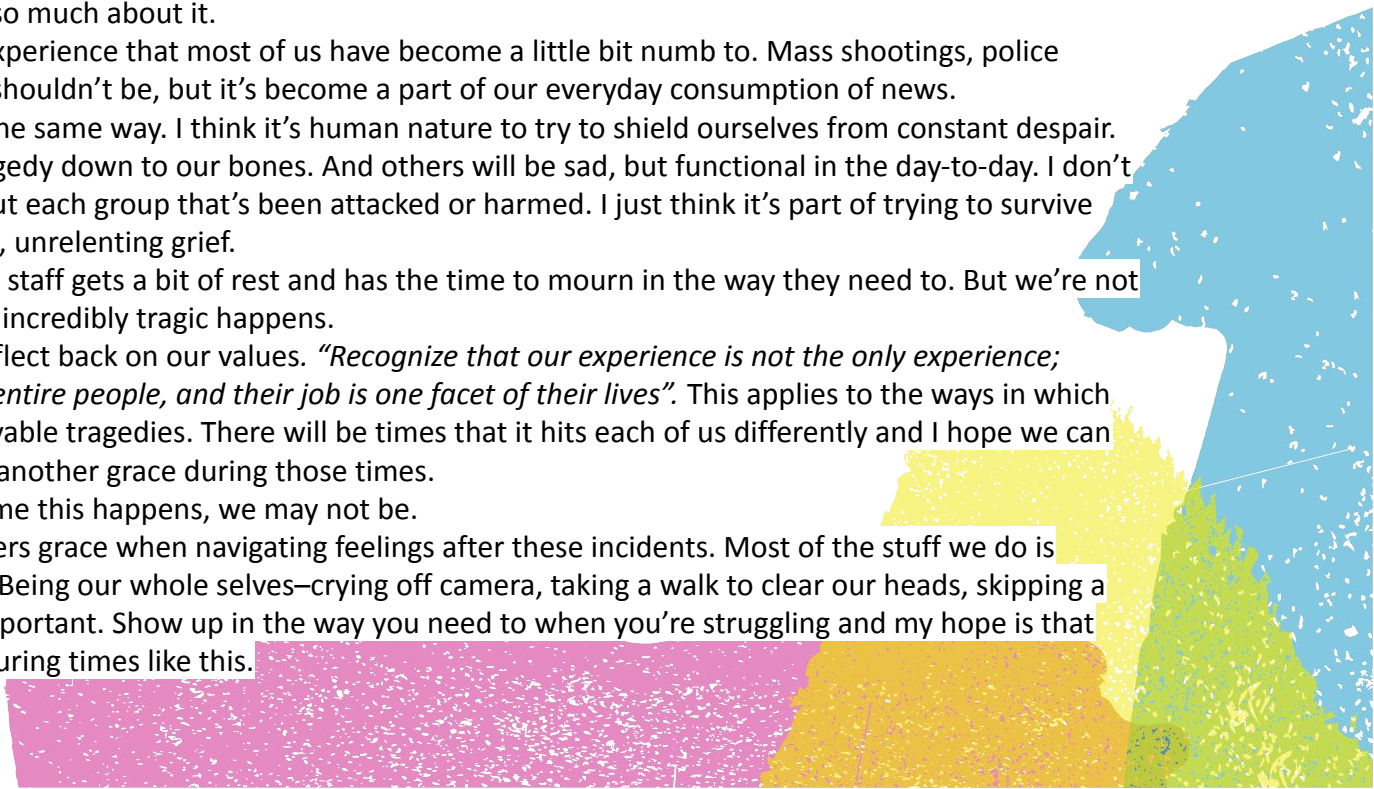 so much about it.
xperience that most of us have become a little bit numb to. Mass shootings, police
shouldn’t be, but it’s become a part of our everyday consumption of news.
he same way. I think it’s human nature to try to shield ourselves from constant despair.
gedy down to our bones. And others will be sad, but functional in the day-to-day. I don’t
ut each group that’s been attacked or harmed. I just think it’s part of trying to survive
, unrelenting grief.
staff gets a bit of rest and has the time to mourn in the way they need to. But we’re not
incredibly tragic happens.
flect back on our values. “Recognize that our experience is not the only experience;
entire people, and their job is one facet of their lives”. This applies to the ways in which
vable tragedies. There will be times that it hits each of us differently and I hope we can
another grace during those times.
me this happens, we may not be.
ers grace when navigating feelings after these incidents. Most of the stuff we do is
Being our whole selves–crying off camera, taking a walk to clear our heads, skipping a
portant. Show up in the way you need to when you’re struggling and my hope is that
uring times like this.